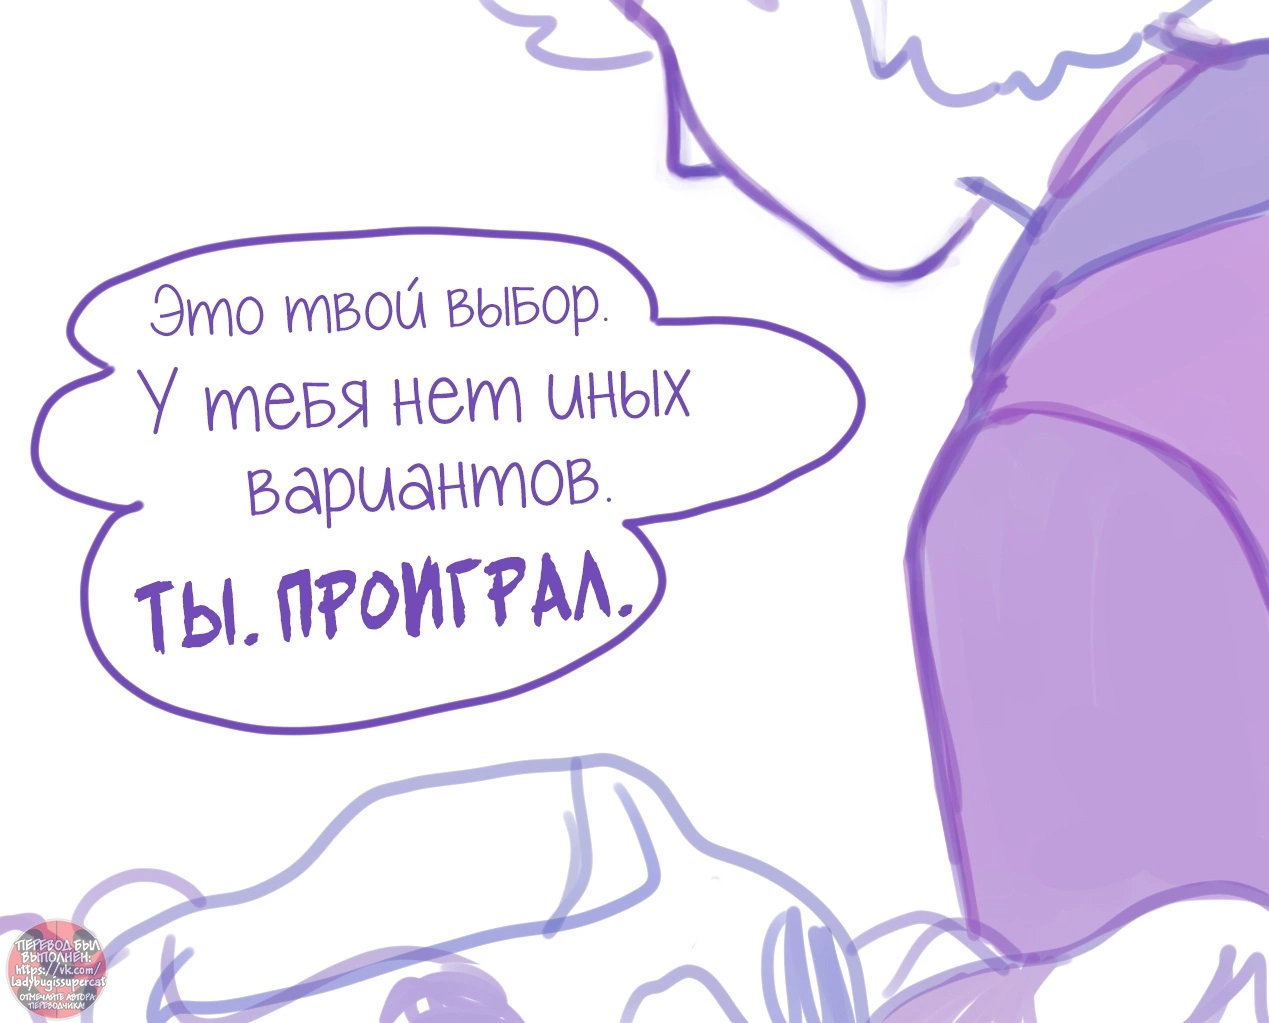 Это твой выбор.
У тебя нет иных
вариантов.
ТЫ. ПРОИГРАЛ.
ПЕРЕВОД БЫЛ
ВЫПОЛНЕН:
https://vk.com/
ladybugissupercat
ОТМЕЧАЙТЕ АВТОРА
ПЕРЕВОДЧИКА!